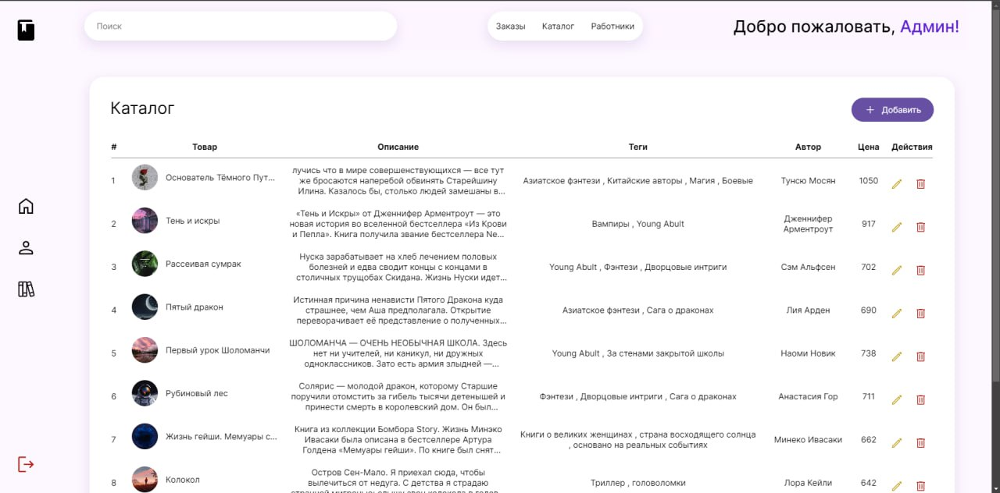 Поиск
Заказы Каталог Работники
Добро пожаловать, Админ!
Каталог
+ Добавить
# Товар Описание Теги Автор Цена Действия
1 Основатель Тёмного Пут... лучись что в мире совершенствующихся — все тут же бросаются наперебой обвинять Старейшину Илина. Казалось бы, столько людей замешаны в... Азиатское фэнтези , Китайские авторы , Магия , Боевые Тунсю Мосян 1050
2 Тень и искры «Тень и Искры» от Дженнифер Арментроут — это новая история во вселенной бестселлера «Из Крови и Пепла». Книга получила звание бестселлера Ne... Вампиры , Young Abult Дженнифер Арментроут 917
3 Рассеивая сумрак Нуска зарабатывает на хлеб лечением половых болезней и едва сводит концы с концами в столичных трущобах Скидана. Жизнь Нуски идет... Young Abult , Фэнтези , Дворцовые интриги Сэм Альфсен 702
4 Пятый дракон Истинная причина ненависти Пятого Дракона куда страшнее, чем Аша предполагала. Открытие переворачивает её представление о полученных... Азиатское фэнтези , Сага о драконах Лия Арден 690
5 Первый урок Шоломанчи ШОЛОМАНЧА — ОЧЕНЬ НЕОБЫЧНАЯ ШКОЛА. Здесь нет ни учителей, ни каникул, ни дружных одноклассников. Зато есть армия злыдней —... Young Abult , За стенами закрытой школы Наоми Новик 738
6 Рубиновый лес Солярис — молодой дракон, которому Старшие поручили отомстить за гибель тысячи детенышей и принести смерть в королевский дом. Он был... Фэнтези , Дворцовые интриги , Сага о драконах Анастасия Гор 711
7 Жизнь гейши. Мемуары с... Книга из коллекции Бомбора Story. Жизнь Минэко Ивасаки была описана в бестселлере Артура Голдена «Мемуары гейши». По книге был снят... Книги о великих женщинах , страна восходящего солнца , основано на реальных событиях Минеко Ивасаки 662
8 Колокол Остров Сен-Мало. Я приехал сюда, чтобы вылечиться от недуга. С детства я страдаю Триллер , головоломки Лора Кейли 642